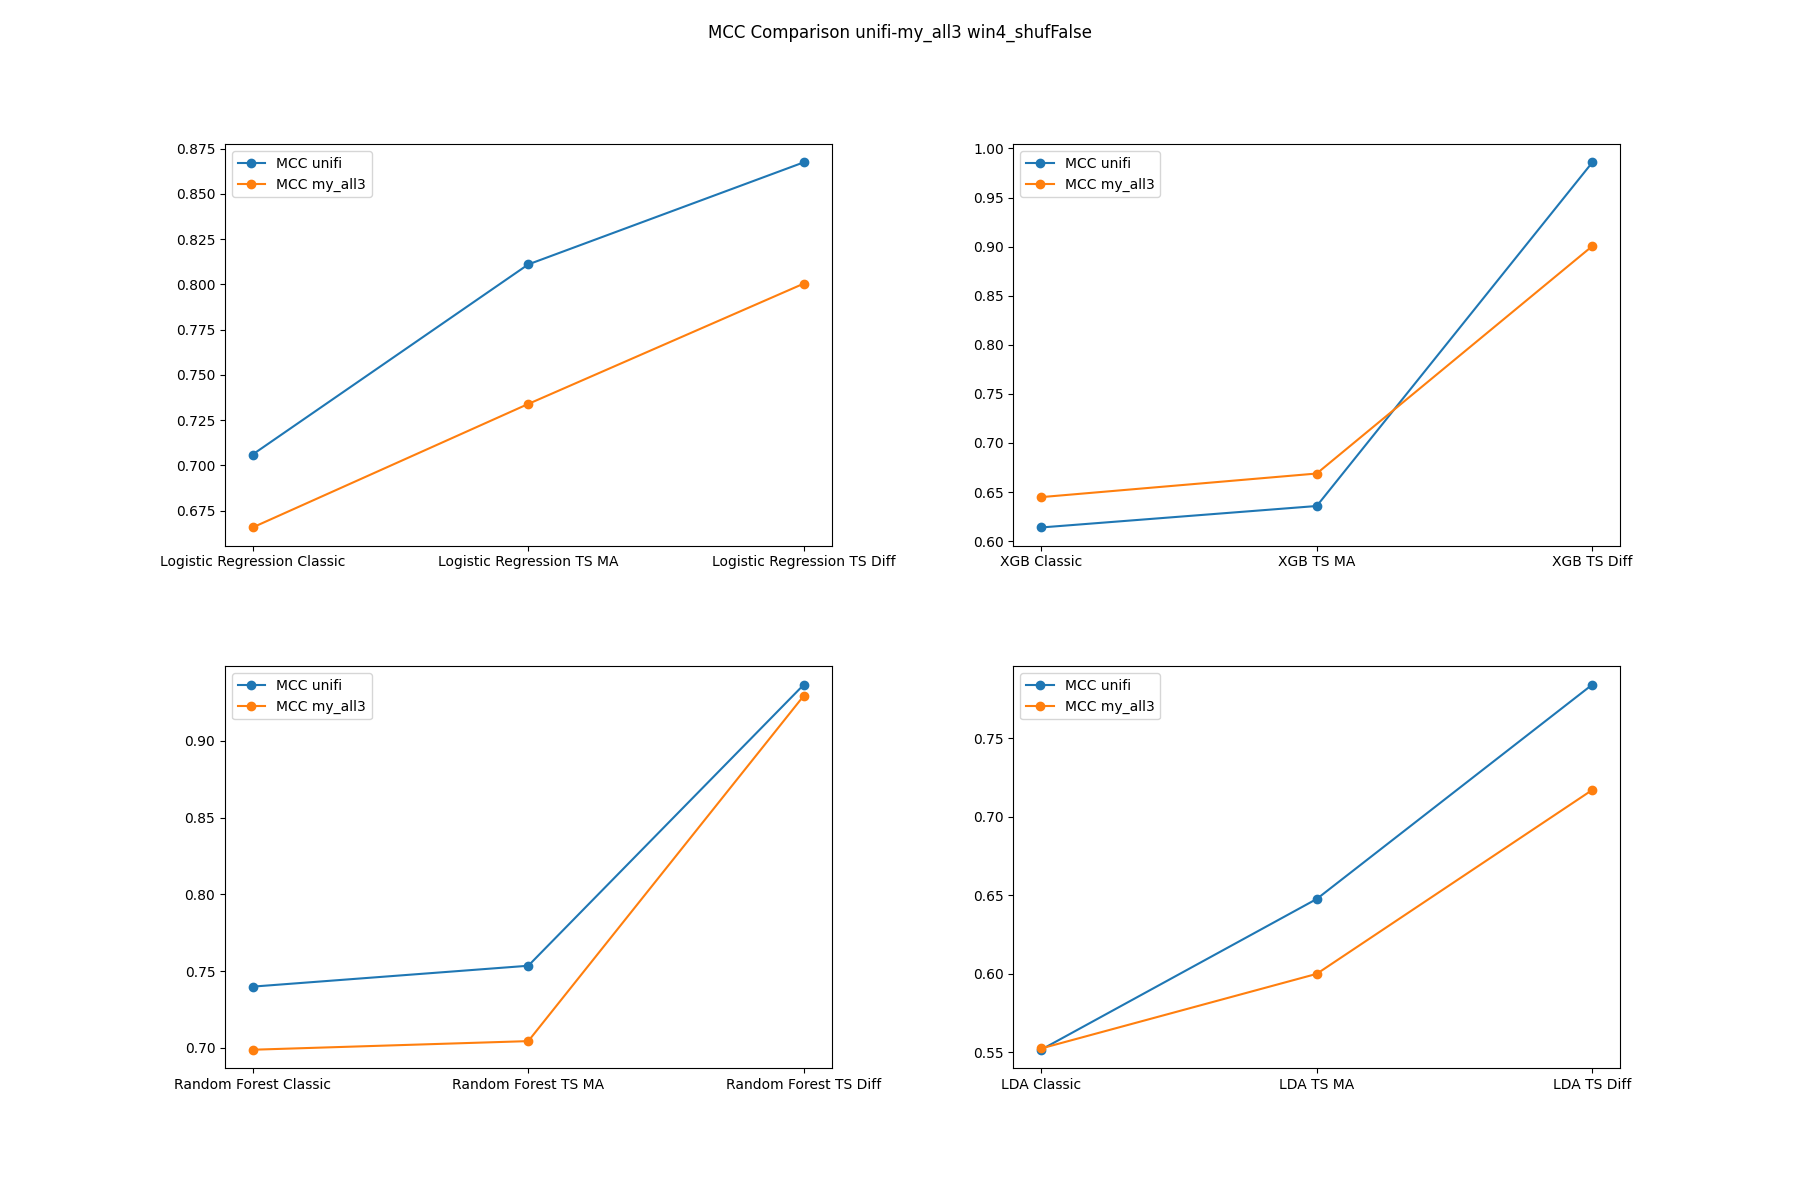 MCC Comparison unifi-my_all3 win4_shufFalse
MCC unifi
MCC my_all3
0.875
0.850
0.825
0.800
0.775
0.750
0.725
0.700
0.675
Logistic Regression Classic
Logistic Regression TS MA
Logistic Regression TS Diff
MCC unifi
MCC my_all3
1.00
0.95
0.90
0.85
0.80
0.75
0.70
0.65
0.60
XGB Classic
XGB TS MA
XGB TS Diff
MCC unifi
MCC my_all3
0.90
0.85
0.80
0.75
0.70
Random Forest Classic
Random Forest TS MA
Random Forest TS Diff
MCC unifi
MCC my_all3
0.75
0.70
0.65
0.60
0.55
LDA Classic
LDA TS MA
LDA TS Diff